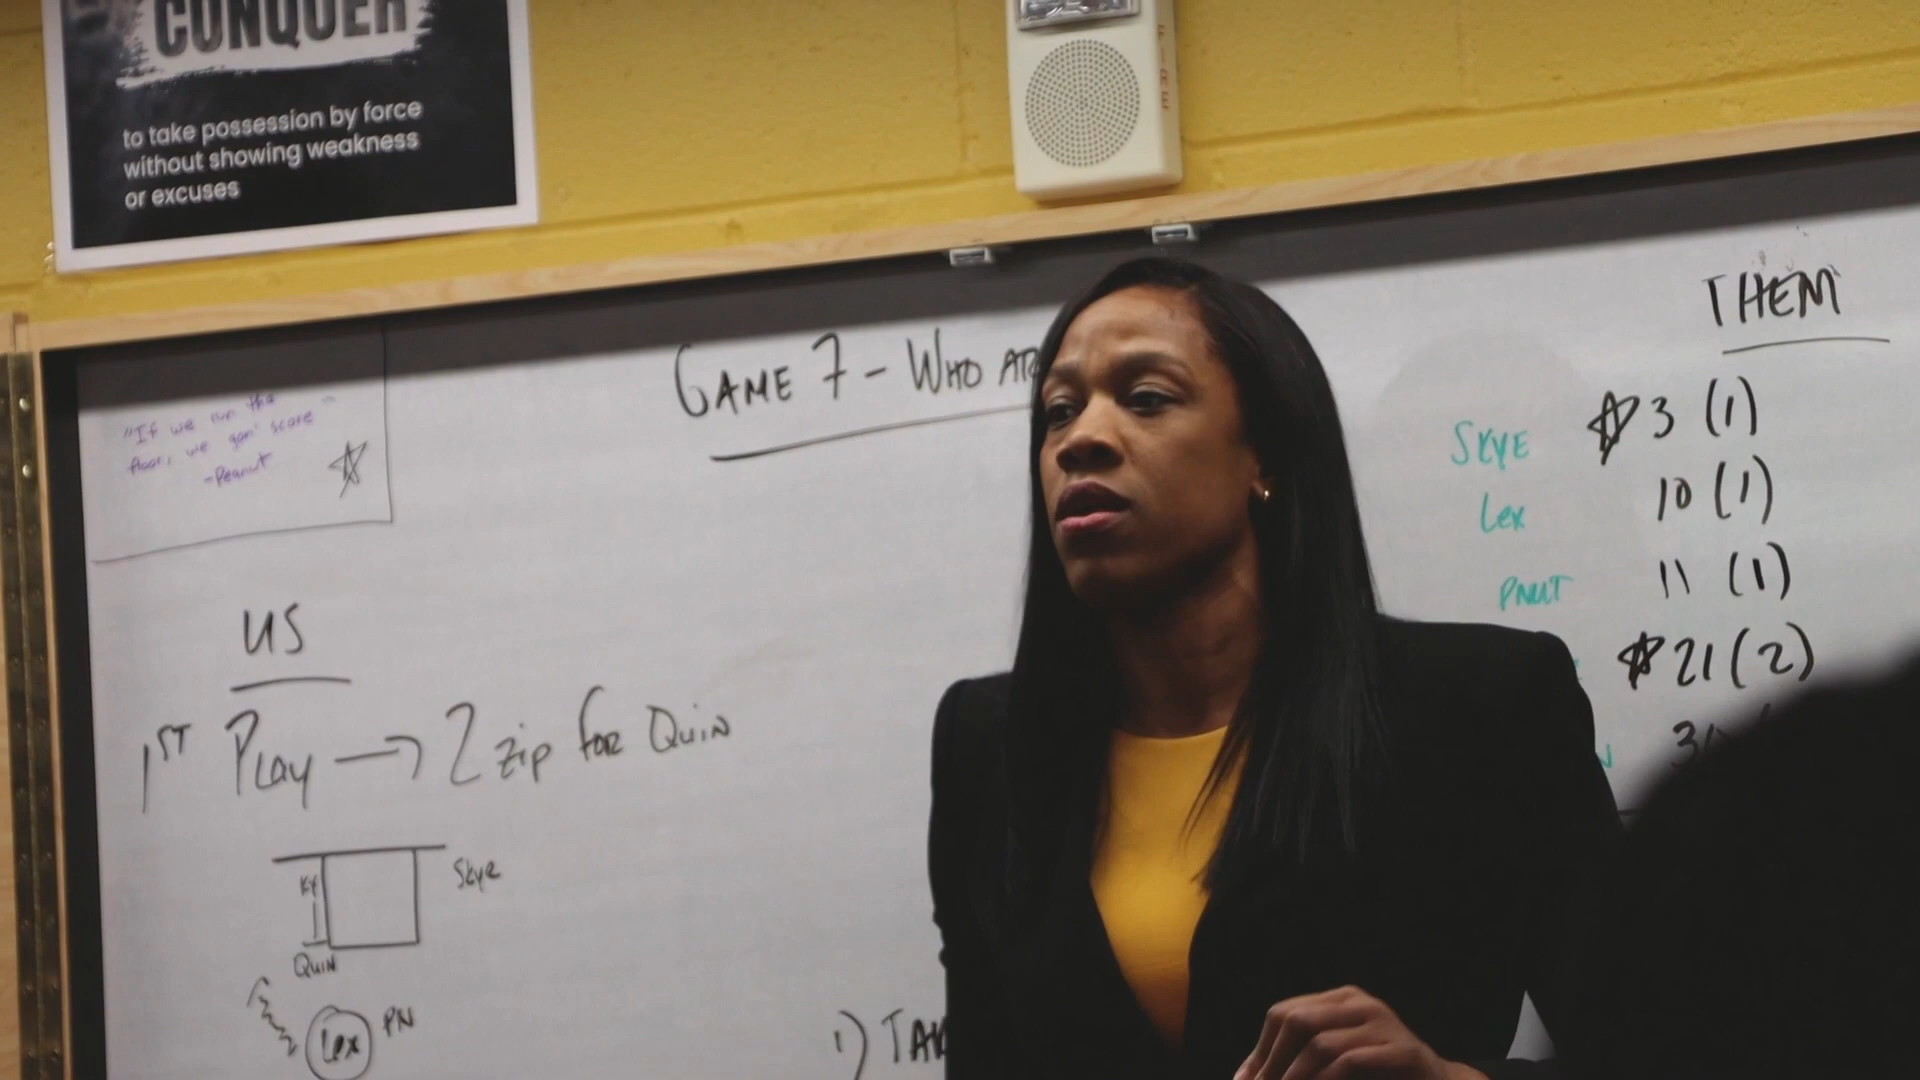 CONQUER
to take possession by force
without showing weakness
or excuses
FIRE
GAME 7 - WHO
"If we run the
floor, we gon' score"
-Peanut
THEM
SKYE 3 (1)
Lex 10 (1)
PNUT 11 (1)
21 (2)
US
1ST PLAY → 2 zip FOR QUIN
KY
Skye
QUIN
Lex
PN
1)